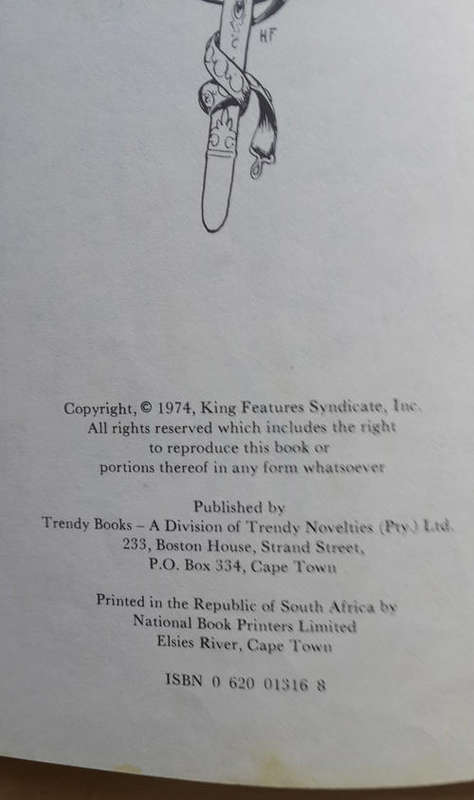 HF
Copyright, © 1974, King Features Syndicate, Inc.
All rights reserved which includes the right
to reproduce this book or
portions thereof in any form whatsoever
Published by
Trendy Books – A Division of Trendy Novelties (Pty.) Ltd.
233, Boston House, Strand Street,
P.O. Box 334, Cape Town
Printed in the Republic of South Africa by
National Book Printers Limited
Elsies River, Cape Town
ISBN 0 620 01316 8